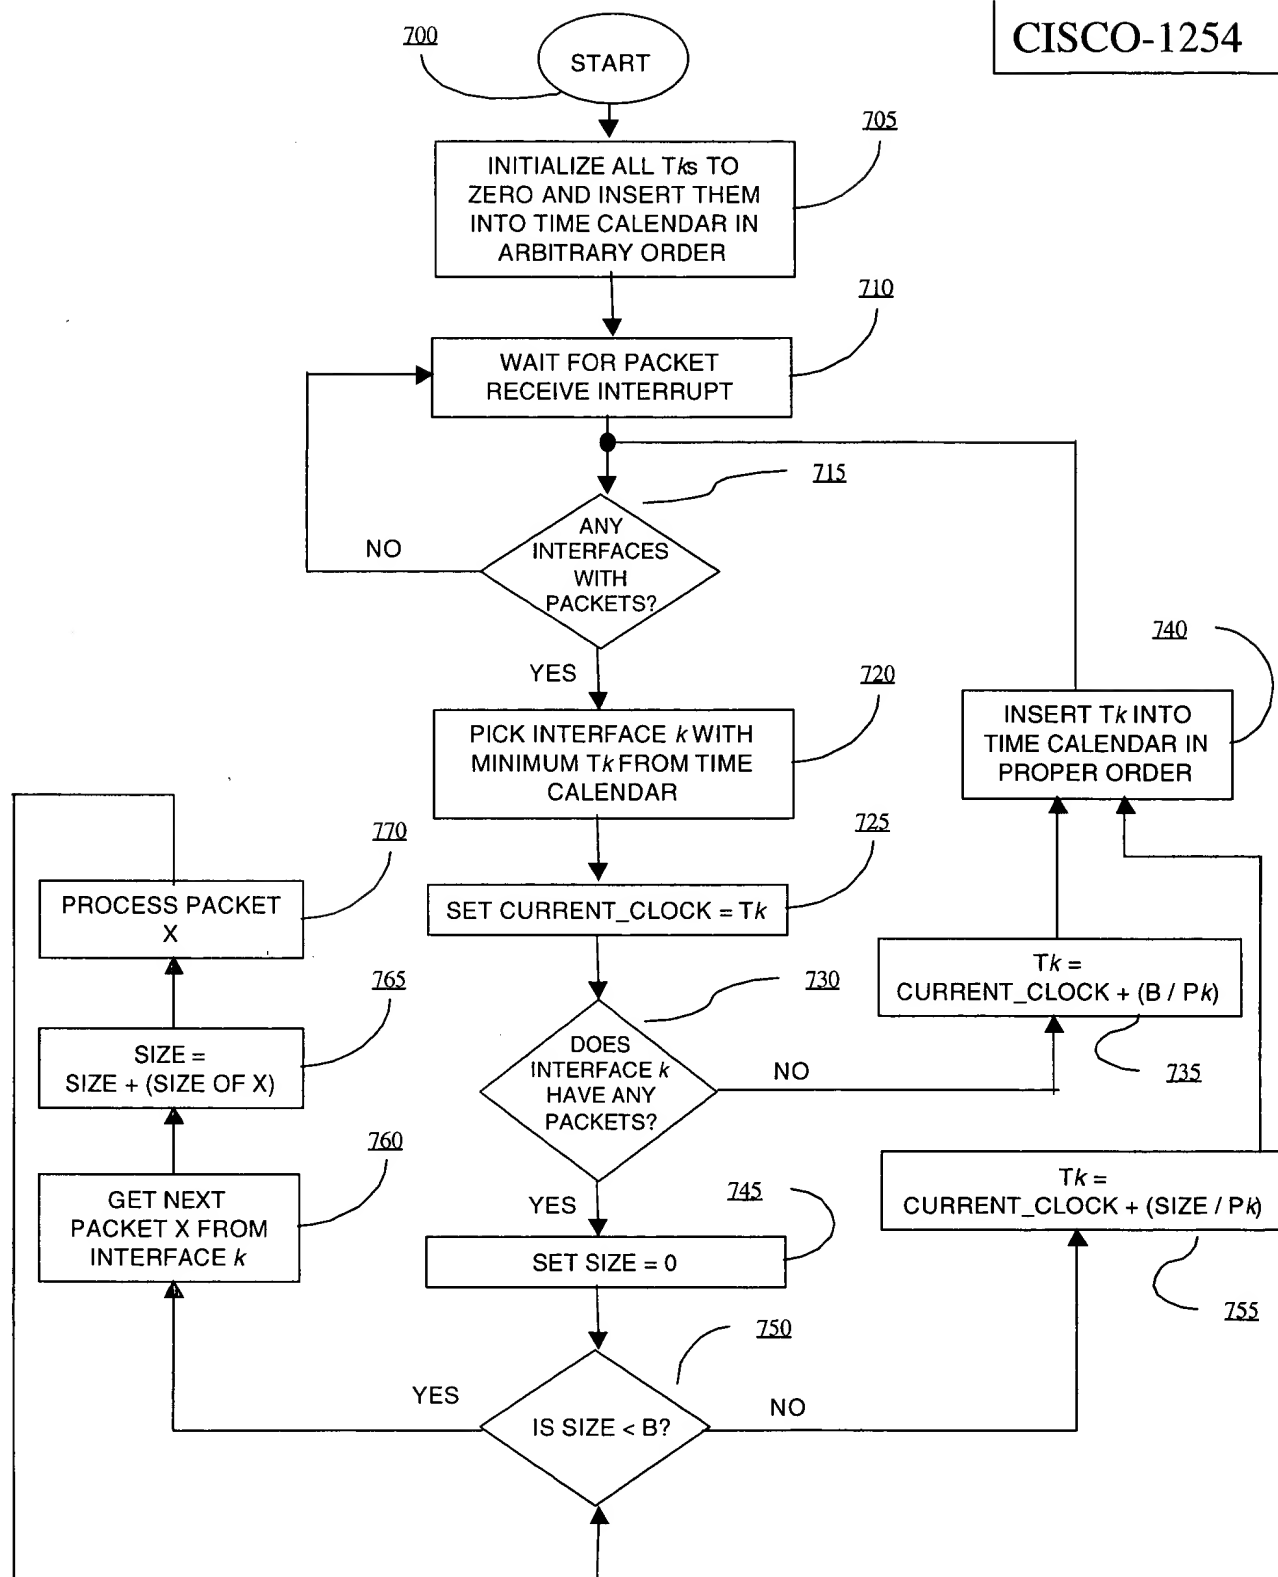 CISCO-1254
700
START
705
INITIALIZE ALL Tks TO
ZERO AND INSERT THEM
INTO TIME CALENDAR IN
ARBITRARY ORDER
710
WAIT FOR PACKET
RECEIVE INTERRUPT
715
ANY
INTERFACES
WITH
PACKETS?
NO
YES
720
PICK INTERFACE k WITH
MINIMUM Tk FROM TIME
CALENDAR
740
INSERT Tk INTO
TIME CALENDAR IN
PROPER ORDER
725
SET CURRENT_CLOCK = Tk
770
PROCESS PACKET
X
730
DOES
INTERFACE k
HAVE ANY
PACKETS?
NO
YES
Tk =
CURRENT_CLOCK + (B / Pk)
735
765
SIZE =
SIZE + (SIZE OF X)
760
GET NEXT
PACKET X FROM
INTERFACE k
745
SET SIZE = 0
Tk =
CURRENT_CLOCK + (SIZE / Pk)
755
750
IS SIZE < B?
YES
NO